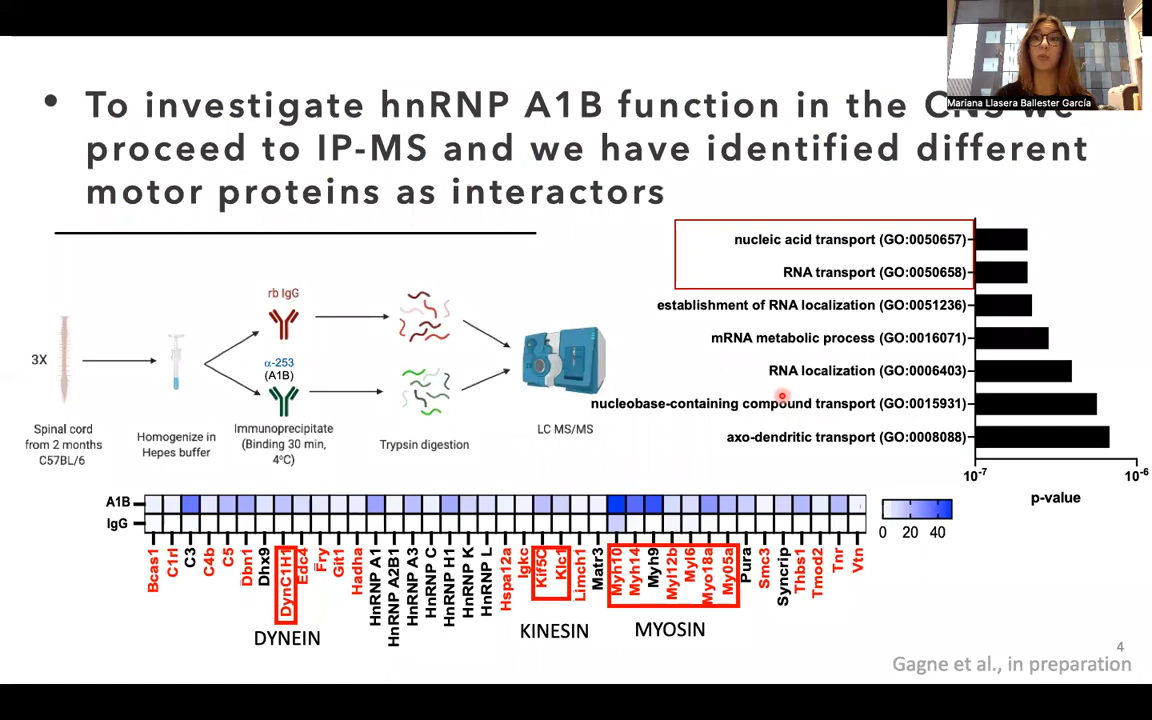 Mariana Llasera Ballester García
• To investigate hnRNP A1B function in the CNS we
proceed to IP-MS and we have identified different
motor proteins as interactors
nucleic acid transport (GO:0050657)
RNA transport (GO:0050658)
establishment of RNA localization (GO:0051236)
mRNA metabolic process (GO:0016071)
RNA localization (GO:0006403)
nucleobase-containing compound transport (GO:0015931)
axo-dendritic transport (GO:0008088)
10-7
10-6
p-value
3X
rb IgG
α-253
(A1B)
Spinal cord
from 2 months
C57BL/6
Homogenize in
Hepes buffer
Immunoprecipitate
(Binding 30 min,
4ºC)
Trypsin digestion
LC MS/MS
A1B
IgG
0 20 40
Bcas1
C1rl
C3
C4b
C5
Dbn1
Dhx9
DynC1H1
Edc4
Fry
Git1
Hadha
HnRNP A1
HnRNP A2B1
HnRNP A3
HnRNP C
HnRNP H1
HnRNP K
HnRNP L
Hspa12a
Igkc
Kif5C
Klc1
Limch1
Matr3
Myh10
Myh14
Myh9
Myl12b
Myl6
Myo18a
Myo5a
Pura
Smc3
Syncrip
Thbs1
Tmod2
Tnr
Vtn
DYNEIN
KINESIN
MYOSIN
4
Gagne et al., in preparation